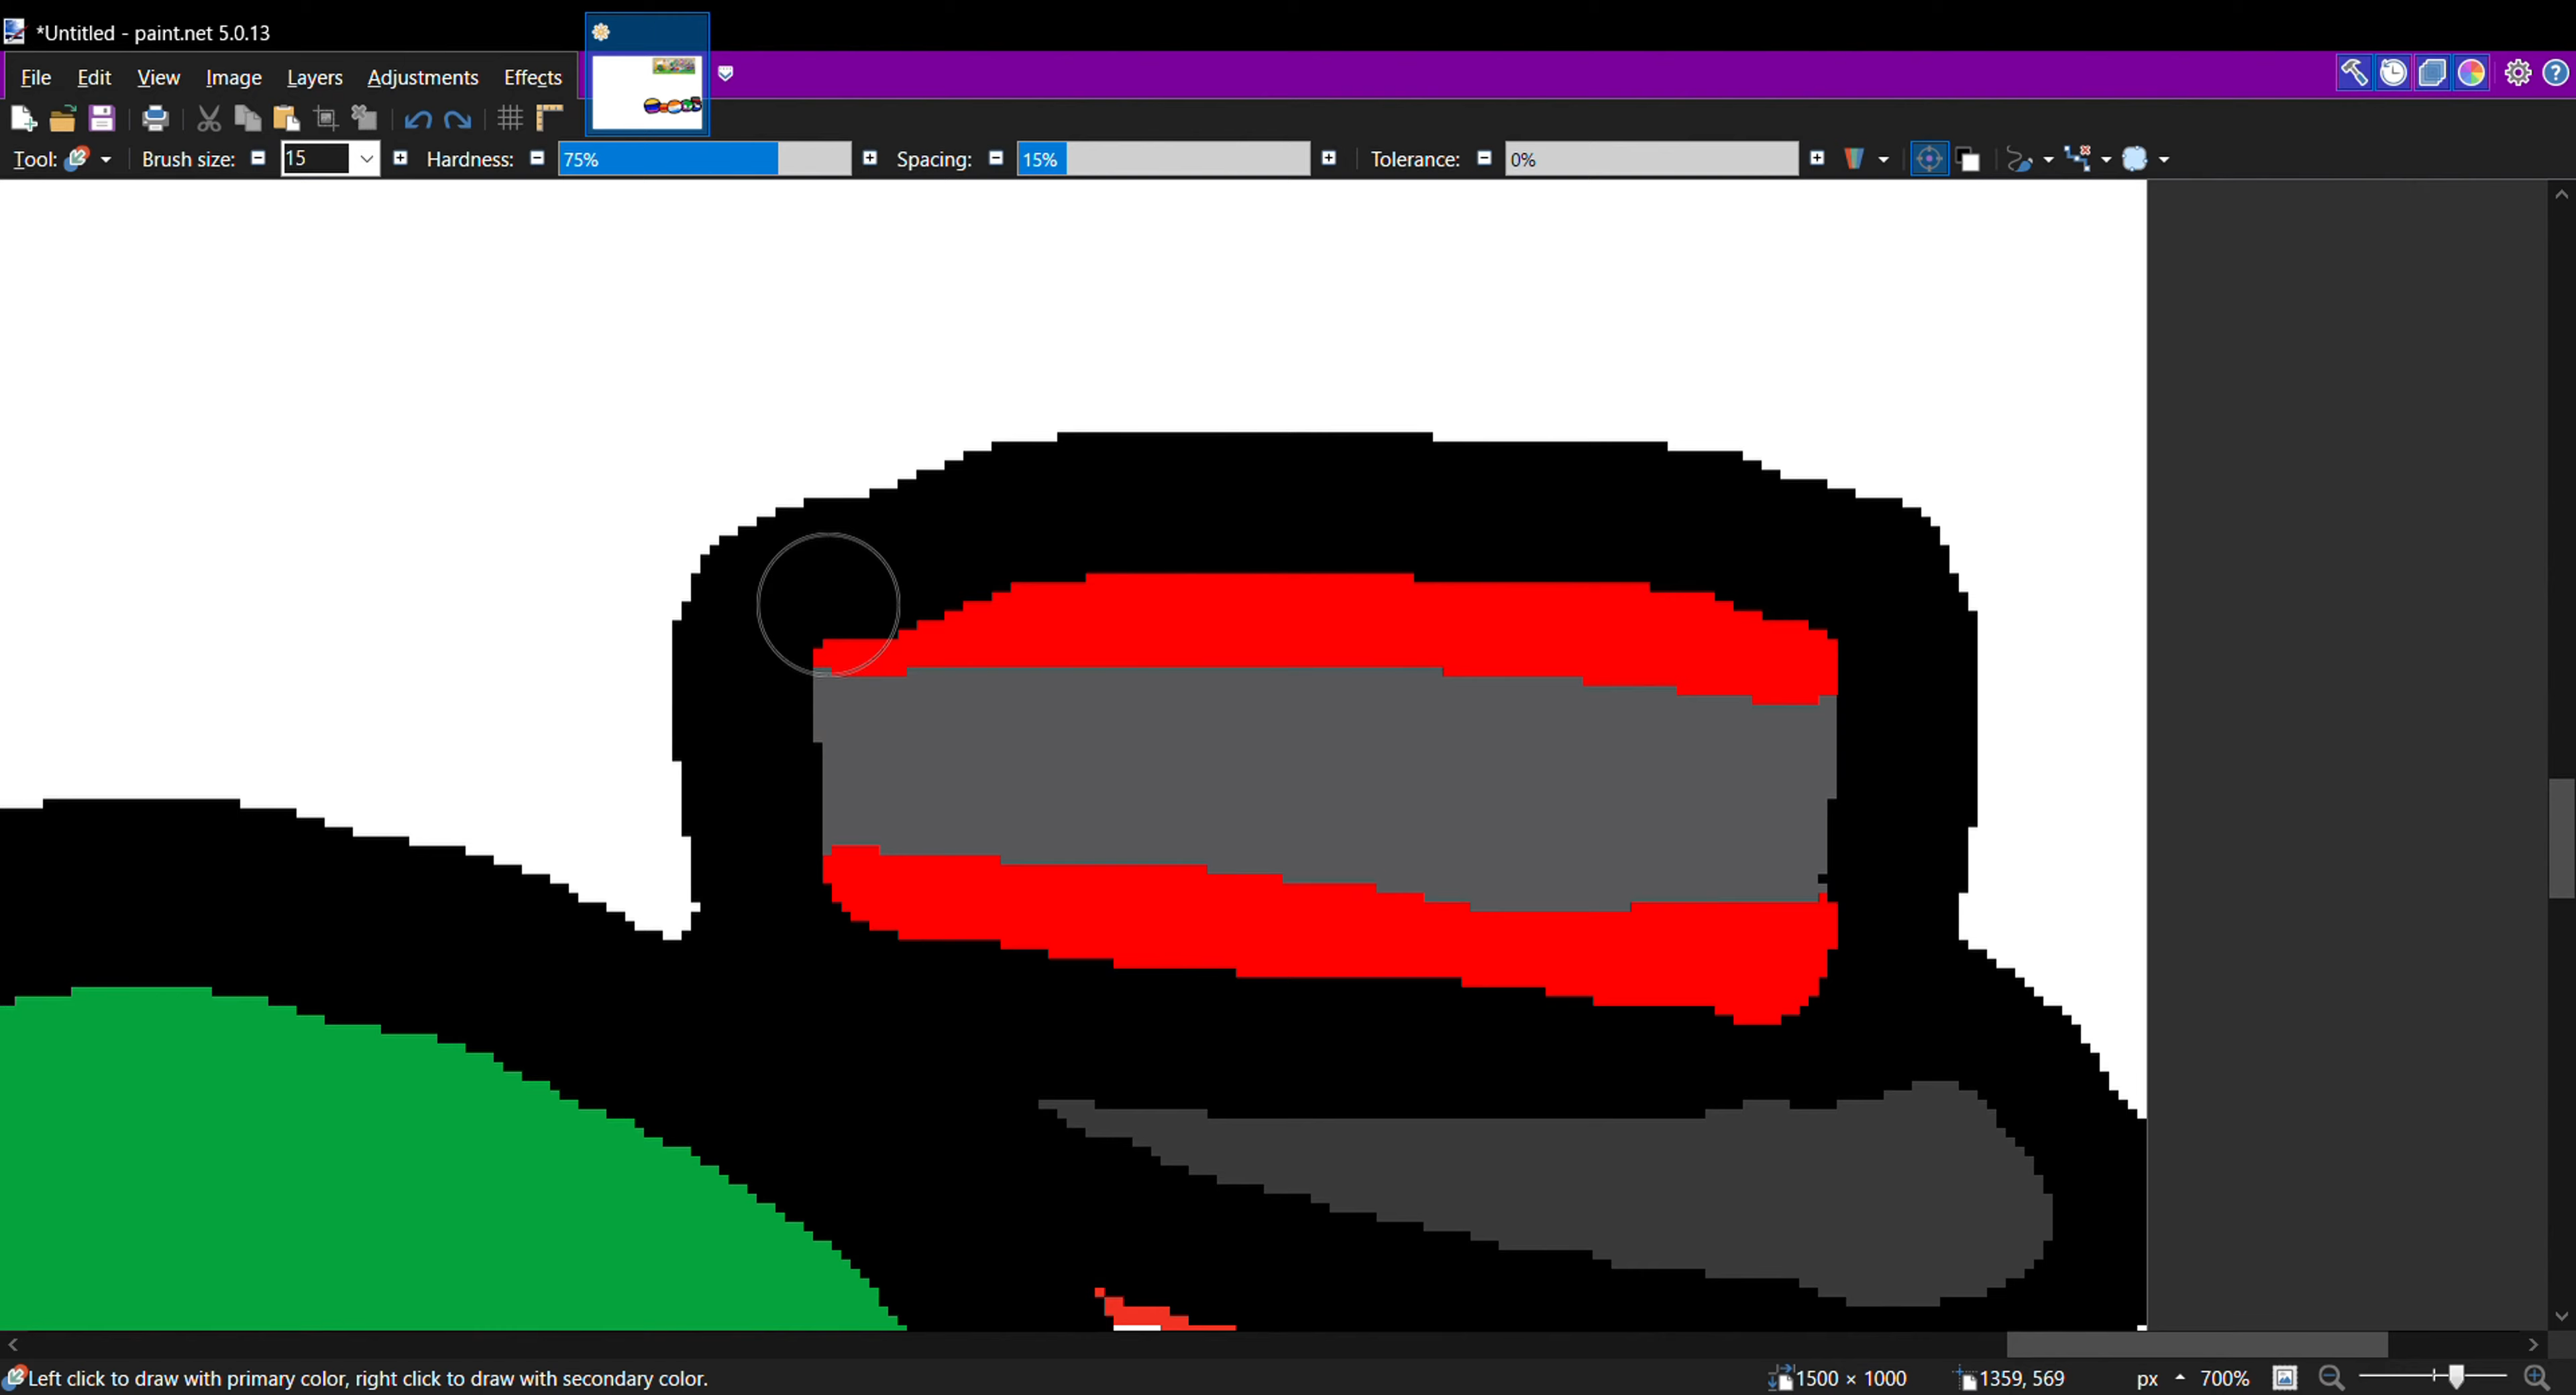 *Untitled - paint.net 5.0.13
File Edit View Image Layers Adjustments Effects
Tool: Brush size: 15 Hardness: 75% Spacing: 15% Tolerance: 0%
Left click to draw with primary color, right click to draw with secondary color. 1500 × 1000 1359, 569 px 700%